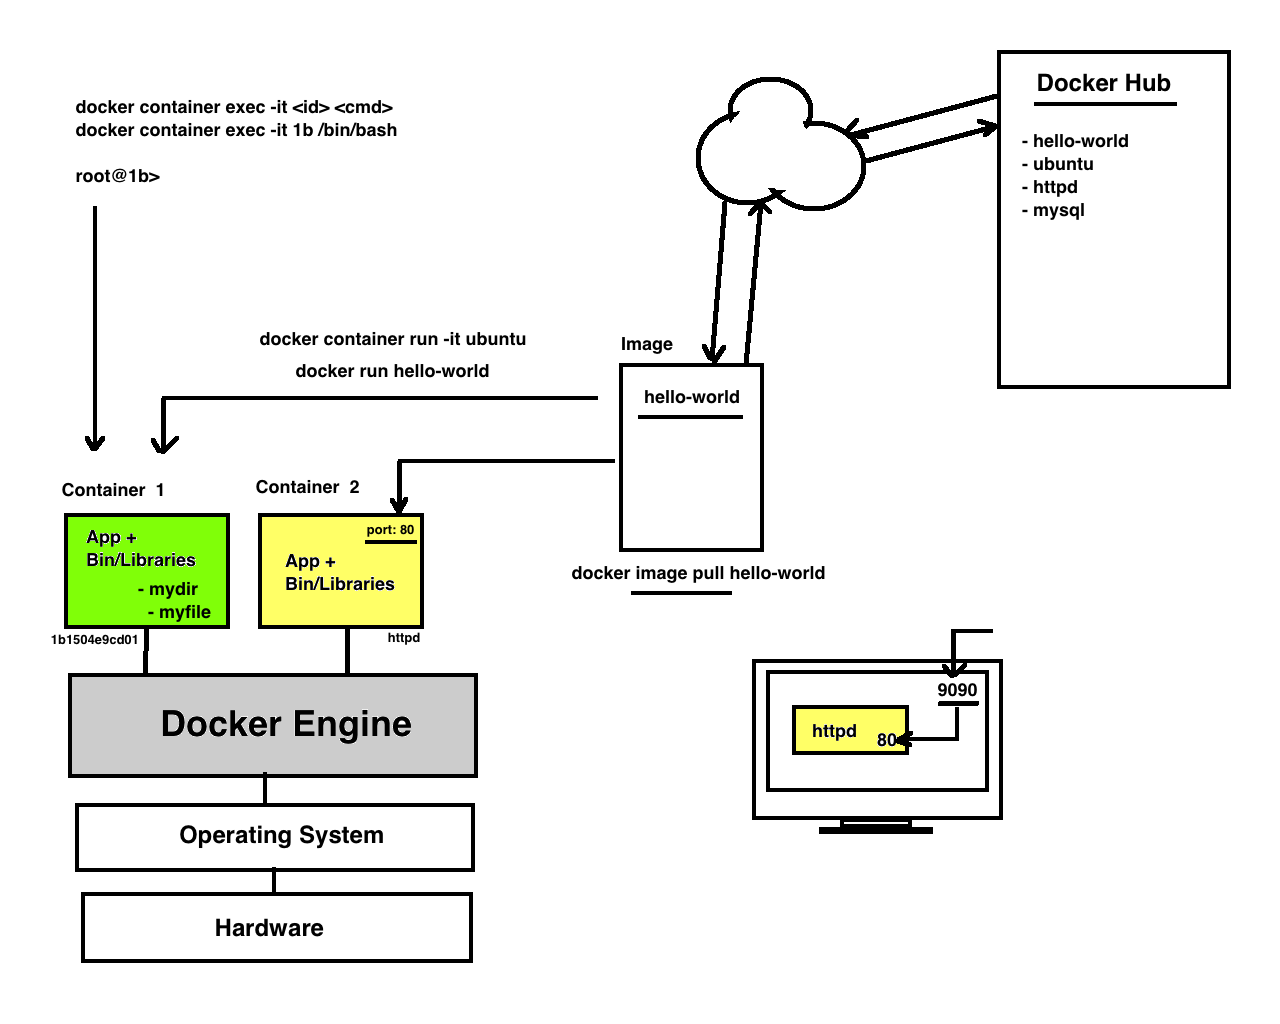 docker container exec -it <id> <cmd>
docker container exec -it 1b /bin/bash
root@1b>
Docker Hub
- hello-world
- ubuntu
- httpd
- mysql
docker container run -it ubuntu
docker run hello-world
Image
hello-world
docker image pull hello-world
Container 1
App +
Bin/Libraries
- mydir
- myfile
1b1504e9cd01
Container 2
port: 80
App +
Bin/Libraries
httpd
Docker Engine
Operating System
Hardware
9090
httpd
80